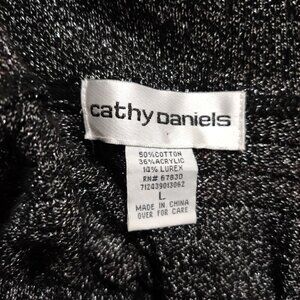 cathy Daniels
50%COTTON
36%ACRYLIC
14% LUREX
RN# 67830
712439013062
L
MADE IN CHINA
OVER FOR CARE